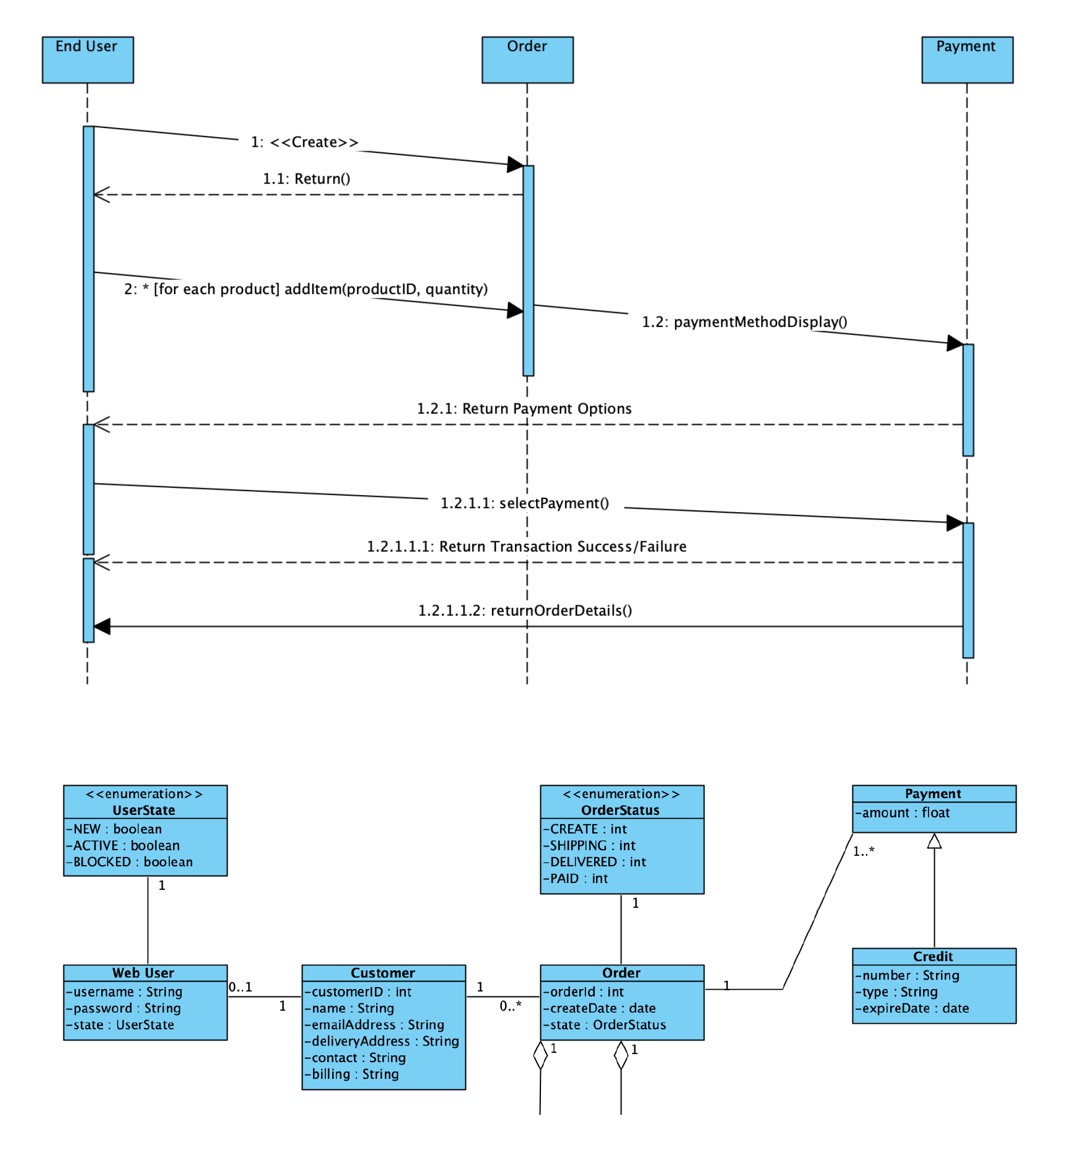 End User
Order
Payment
1: <<Create>>
1.1: Return()
2: * [for each product] addItem(productID, quantity)
1.2: paymentMethodDisplay()
1.2.1: Return Payment Options
1.2.1.1: selectPayment()
1.2.1.1.1: Return Transaction Success/Failure
1.2.1.1.2: returnOrderDetails()
<<enumeration>>
UserState
-NEW : boolean
-ACTIVE : boolean
-BLOCKED : boolean
1
<<enumeration>>
OrderStatus
-CREATE : int
-SHIPPING : int
-DELIVERED : int
-PAID : int
1
Payment
-amount : float
1..*
Web User
-username : String
-password : String
-state : UserState
0..1
1
Customer
-customerID : int
-name : String
-emailAddress : String
-deliveryAddress : String
-contact : String
-billing : String
1
0..*
Order
-orderId : int
-createDate : date
-state : OrderStatus
1
1
1
Credit
-number : String
-type : String
-expireDate : date